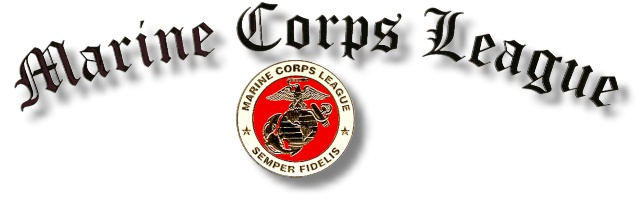 Marine Corps League
MARINE CORPS LEAGUE
SEMPER FIDELIS